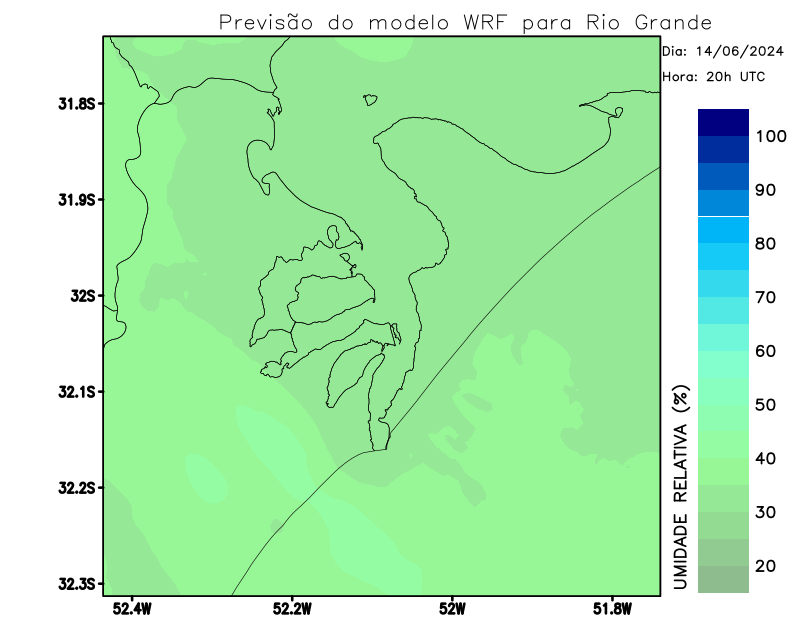 Previsão do modelo WRF para Rio Grande
Dia: 14/06/2024
Hora: 20h UTC
31.8S
31.9S
32S
32.1S
32.2S
32.3S
52.4W
52.2W
52W
51.8W
100
90
80
70
60
50
40
30
20
UMIDADE RELATIVA (%)